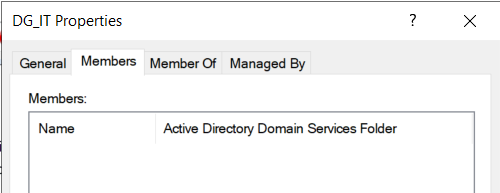 DG_IT Properties ? ×
General Members Member Of Managed By
Members:
Name Active Directory Domain Services Folder